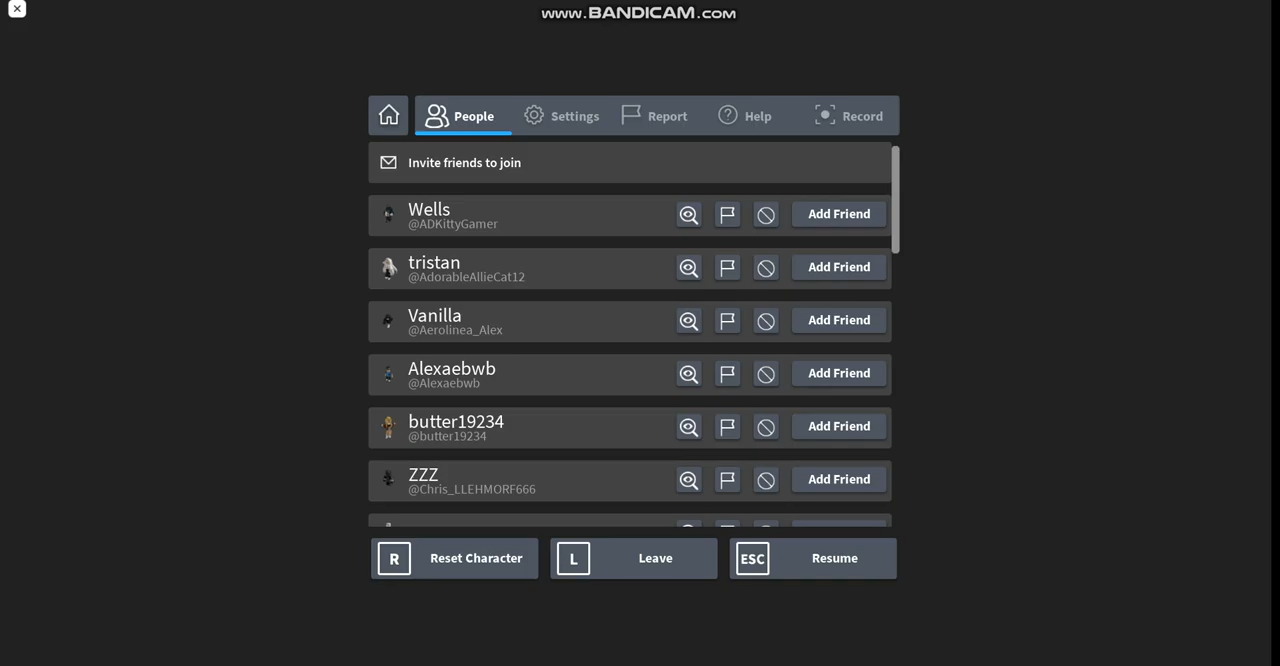 www.BANDICAM.com
People
Settings
Report
Help
Record
Invite friends to join
Wells
@ADKittyGamer
Add Friend
tristan
@AdorableAllieCat12
Add Friend
Vanilla
@Aerolinea_Alex
Add Friend
Alexaebwb
@Alexaebwb
Add Friend
butter19234
@butter19234
Add Friend
ZZZ
@Chris_LLEHMORF666
Add Friend
R Reset Character
L Leave
ESC Resume